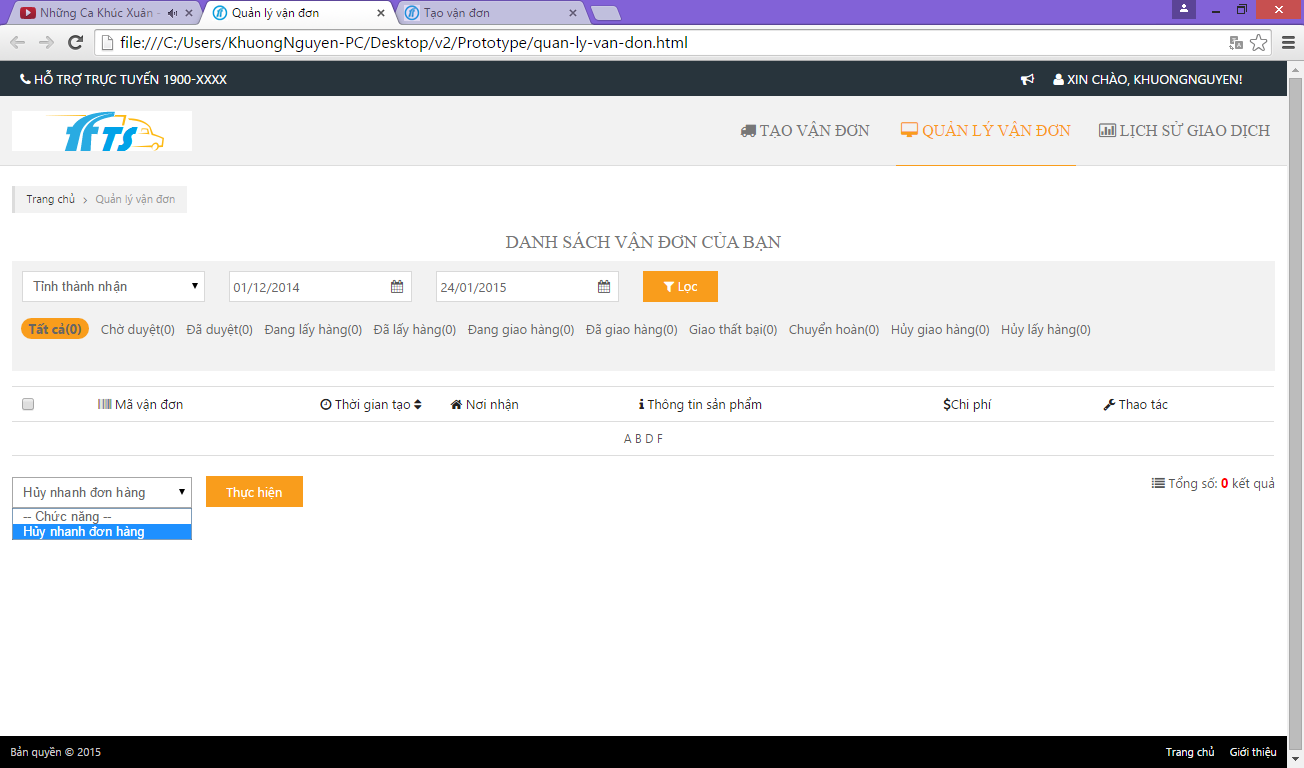 Những Ca Khúc Xuân - Quản lý vận đơn Tạo vận đơn
file:///C:/Users/KhuongNguyen-PC/Desktop/v2/Prototype/quan-ly-van-don.html
HỖ TRỢ TRỰC TUYẾN 1900-XXXX XIN CHÀO, KHUONGNGUYEN!
TS TẠO VẬN ĐƠN QUẢN LÝ VẬN ĐƠN LỊCH SỬ GIAO DỊCH
Trang chủ › Quản lý vận đơn
DANH SÁCH VẬN ĐƠN CỦA BẠN
Tỉnh thành nhận 01/12/2014 24/01/2015 Lọc
Tất cả(0) Chờ duyệt(0) Đã duyệt(0) Đang lấy hàng(0) Đã lấy hàng(0) Đang giao hàng(0) Đã giao hàng(0) Giao thất bại(0) Chuyển hoàn(0) Hủy giao hàng(0) Hủy lấy hàng(0)
Mã vận đơn Thời gian tạo Nơi nhận Thông tin sản phẩm $Chi phí Thao tác
A B D F
Hủy nhanh đơn hàng Thực hiện Tổng số: 0 kết quả
-- Chức năng --
Hủy nhanh đơn hàng
Bản quyền © 2015 Trang chủ Giới thiệu